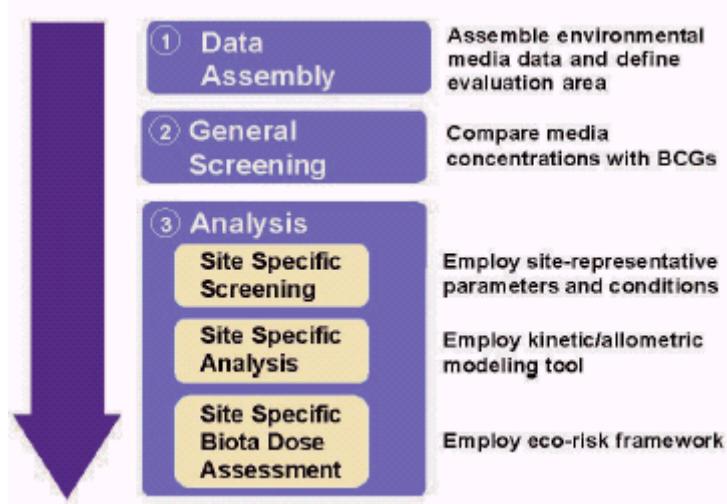 1 Data
Assembly
Assemble environmental
media data and define
evaluation area
2 General
Screening
Compare media
concentrations with BCGs
3 Analysis
Site Specific
Screening
Employ site-representative
parameters and conditions
Site Specific
Analysis
Employ kinetic/allometric
modeling tool
Site Specific
Biota Dose
Assessment
Employ eco-risk framework